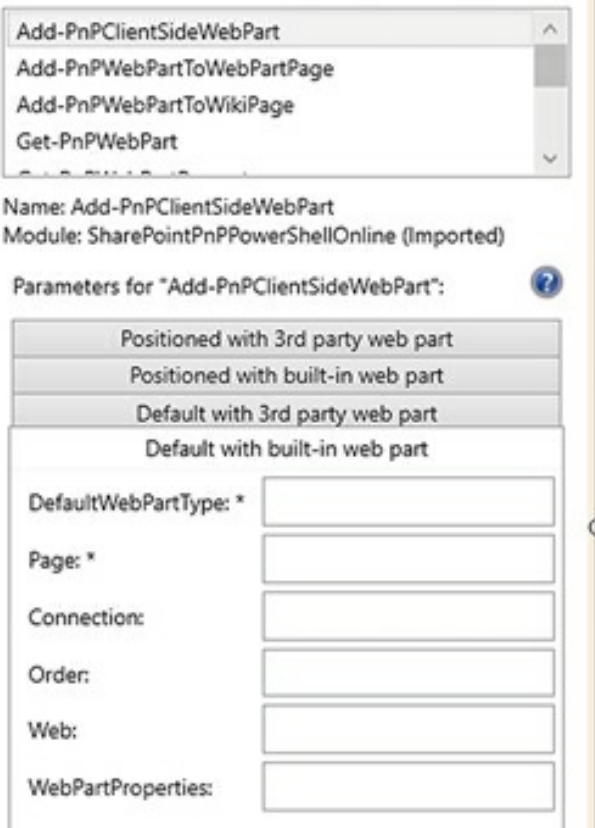 Add-PnPClientSideWebPart
Add-PnPWebPartToWebPartPage
Add-PnPWebPartToWikiPage
Get-PnPWebPart
Name: Add-PnPClientSideWebPart
Module: SharePointPnPPowerShellOnline (Imported)
Parameters for "Add-PnPClientSideWebPart":
Positioned with 3rd party web part
Positioned with built-in web part
Default with 3rd party web part
Default with built-in web part
DefaultWebPartType: *
Page: *
Connection:
Order:
Web:
WebPartProperties: